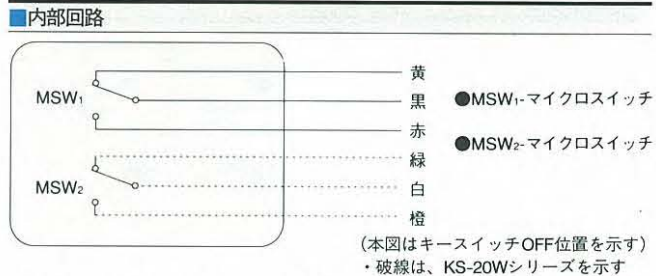 ■内部回路
MSW₁
黄
黒
赤
MSW₂
緑
白
橙
●MSW₁-マイクロスイッチ
●MSW₂-マイクロスイッチ
(本図はキースイッチOFF位置を示す)
・破線は、KS-20Wシリーズを示す